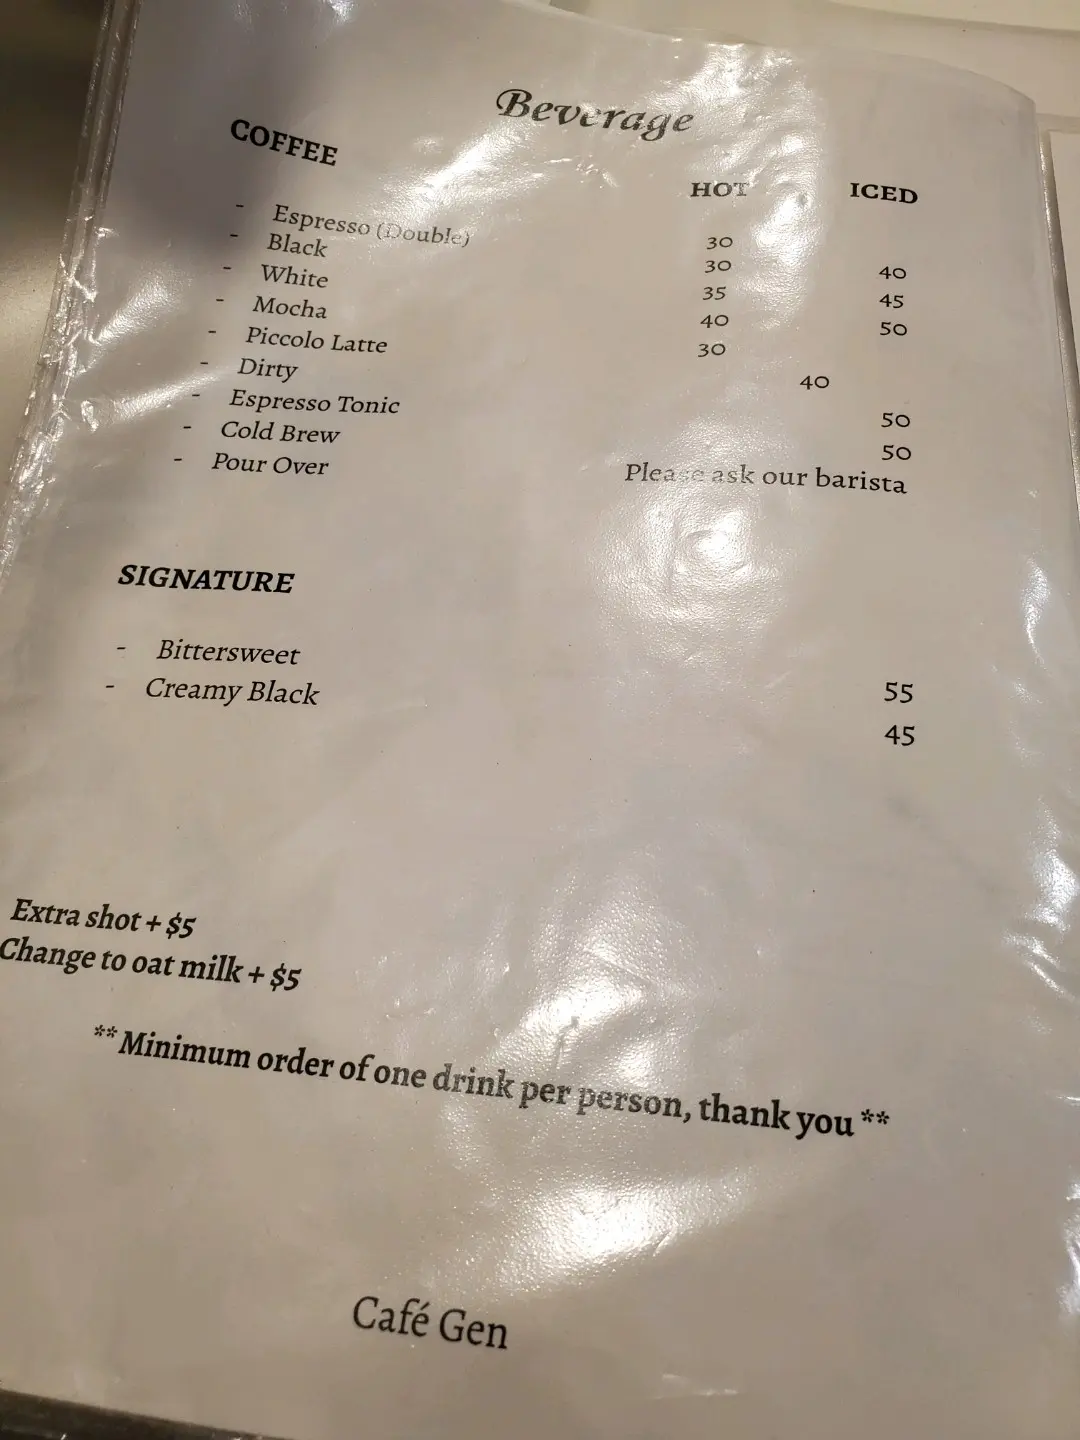 Beverage
COFFEE
HOT ICED
- Espresso (Double) 30
- Black 30 40
- White 35 45
- Mocha 40 50
- Piccolo Latte 30
- Dirty 40
- Espresso Tonic 50
- Cold Brew 50
- Pour Over Please ask our barista
SIGNATURE
- Bittersweet 55
- Creamy Black 45
Extra shot + $5
Change to oat milk + $5
**Minimum order of one drink per person, thank you **
Café Gen